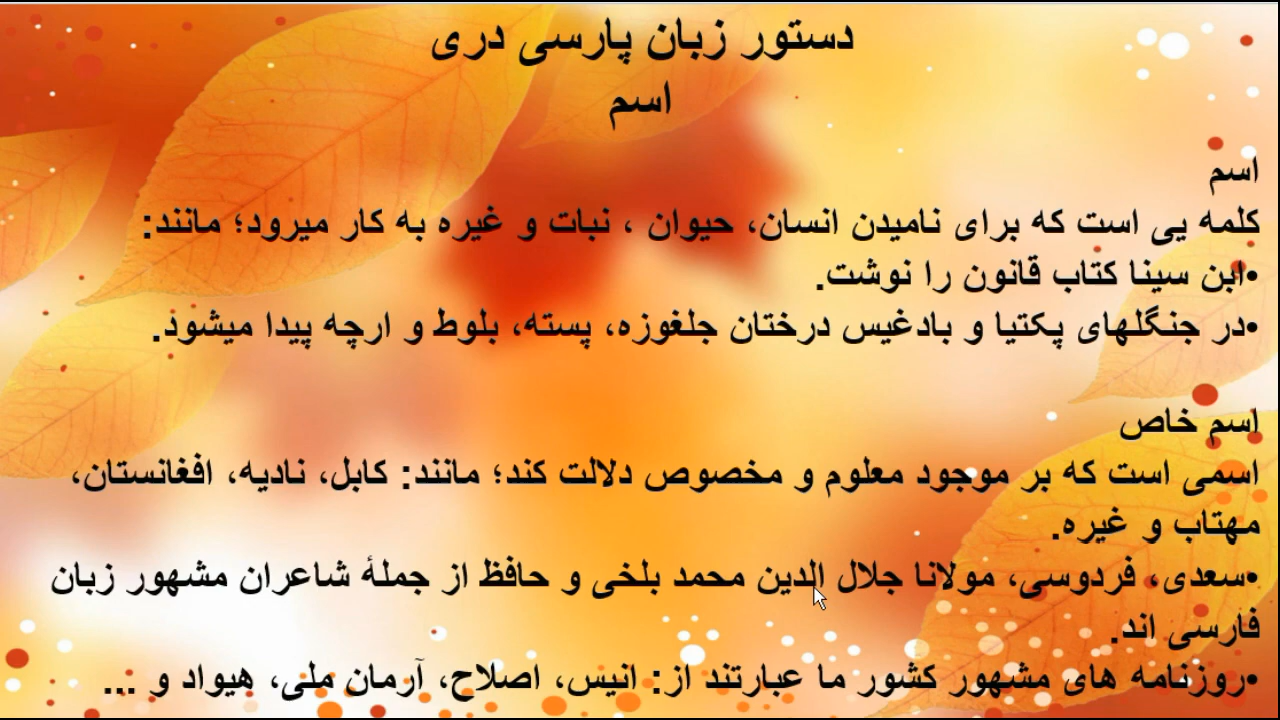 دستور زبان پارسی دری
اسم
اسم
کلمه یی است که برای نامیدن انسان، حیوان ، نبات و غیره به کار میرود؛ مانند:
•ابن سینا کتاب قانون را نوشت.
•در جنگلهای پکتیا و بادغیس درختان جلغوزه، پسته، بلوط و ارچه پیدا میشود.
اسم خاص
اسمی است که بر موجود معلوم و مخصوص دلالت کند؛ مانند: کابل، نادیه، افغانستان،
مهتاب و غیره.
•سعدی، فردوسی، مولانا جلال الدین محمد بلخی و حافظ از جملهٔ شاعران مشهور زبان
فارسی اند.
•روزنامه های مشهور کشور ما عبارتند از: انیس، اصلاح، آرمان ملی، هیواد و ...